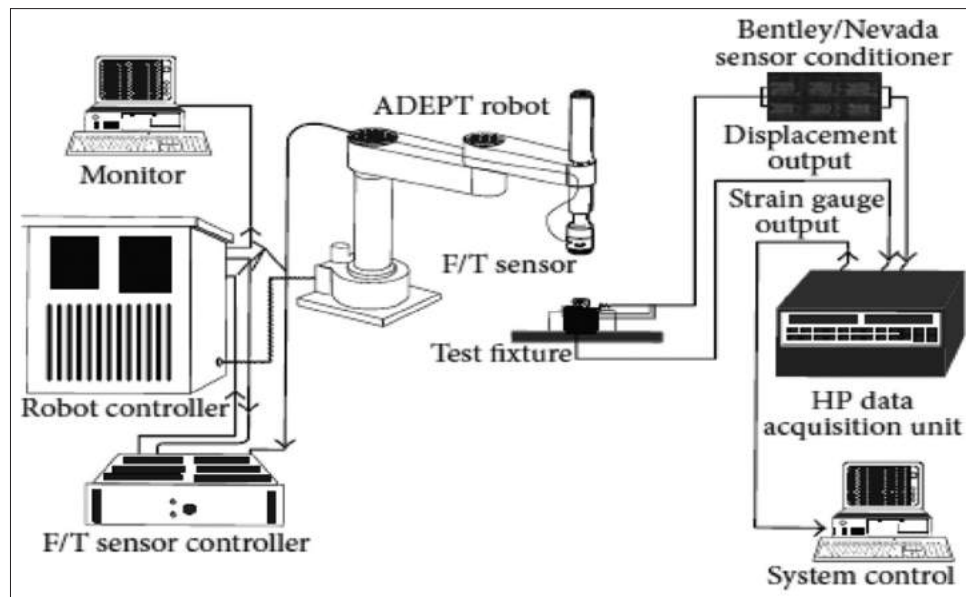 Bentley/Nevada
sensor conditioner
ADEPT robot
Displacement
output
Monitor
Strain gauge
output
F/T sensor
Test fixture
Robot controller
HP data
acquisition unit
F/T sensor controller
System control